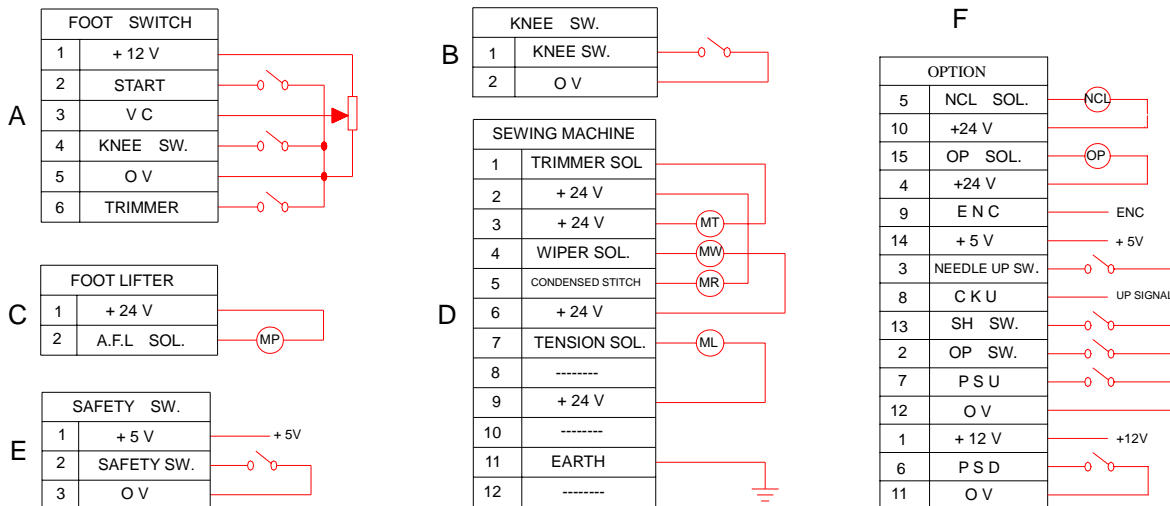 A
FOOT SWITCH
1 + 12 V
2 START
3 V C
4 KNEE SW.
5 O V
6 TRIMMER
B
KNEE SW.
1 KNEE SW.
2 O V
C
FOOT LIFTER
1 + 24 V
2 A.F.L SOL. MP
D
SEWING MACHINE
1 TRIMMER SOL
2 + 24 V
3 + 24 V MT
4 WIPER SOL. MW
5 CONDENSED STITCH MR
6 + 24 V
7 TENSION SOL. ML
8 --------
9 + 24 V
10 --------
11 EARTH
12 --------
E
SAFETY SW.
1 + 5 V + 5V
2 SAFETY SW.
3 O V
F
OPTION
5 NCL SOL. NCL
10 +24 V
15 OP SOL. OP
4 +24 V
9 E N C ENC
14 + 5 V + 5V
3 NEEDLE UP SW.
8 C K U UP SIGNAL
13 SH SW.
2 OP SW.
7 P S U
12 O V
1 + 12 V +12V
6 P S D
11 O V